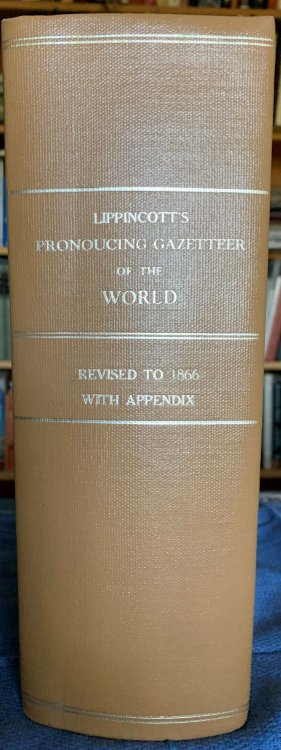 LIPPINCOTT'S
PRONOUCING GAZETTEER
OF THE
WORLD
REVISED TO 1866
WITH APPENDIX